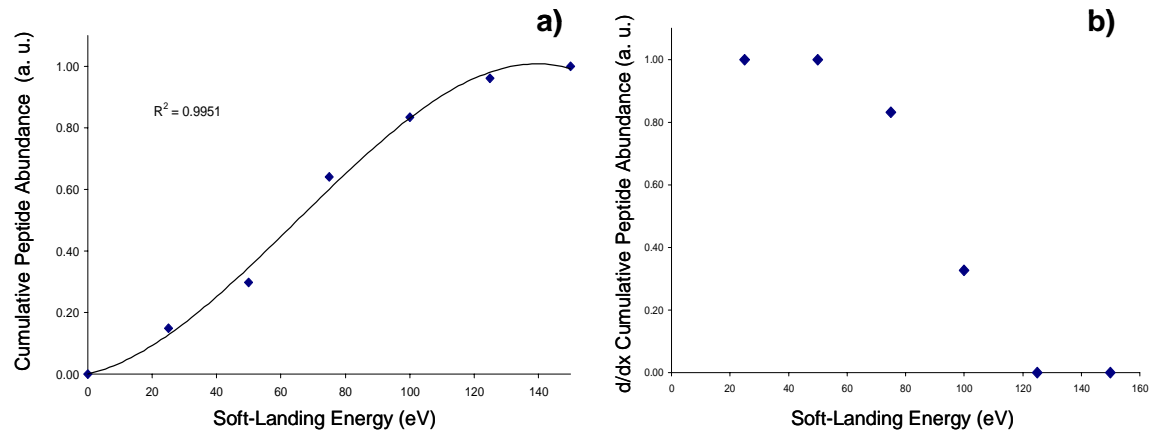 a)
Cumulative Peptide Abundance (a. u.)
1.00
0.80
0.60
0.40
0.20
0.00
R² = 0.9951
0 20 40 60 80 100 120 140
Soft-Landing Energy (eV)
b)
d/dx Cumulative Peptide Abundance (a. u.)
1.00
0.80
0.60
0.40
0.20
0.00
0 20 40 60 80 100 120 140 160
Soft-Landing Energy (eV)